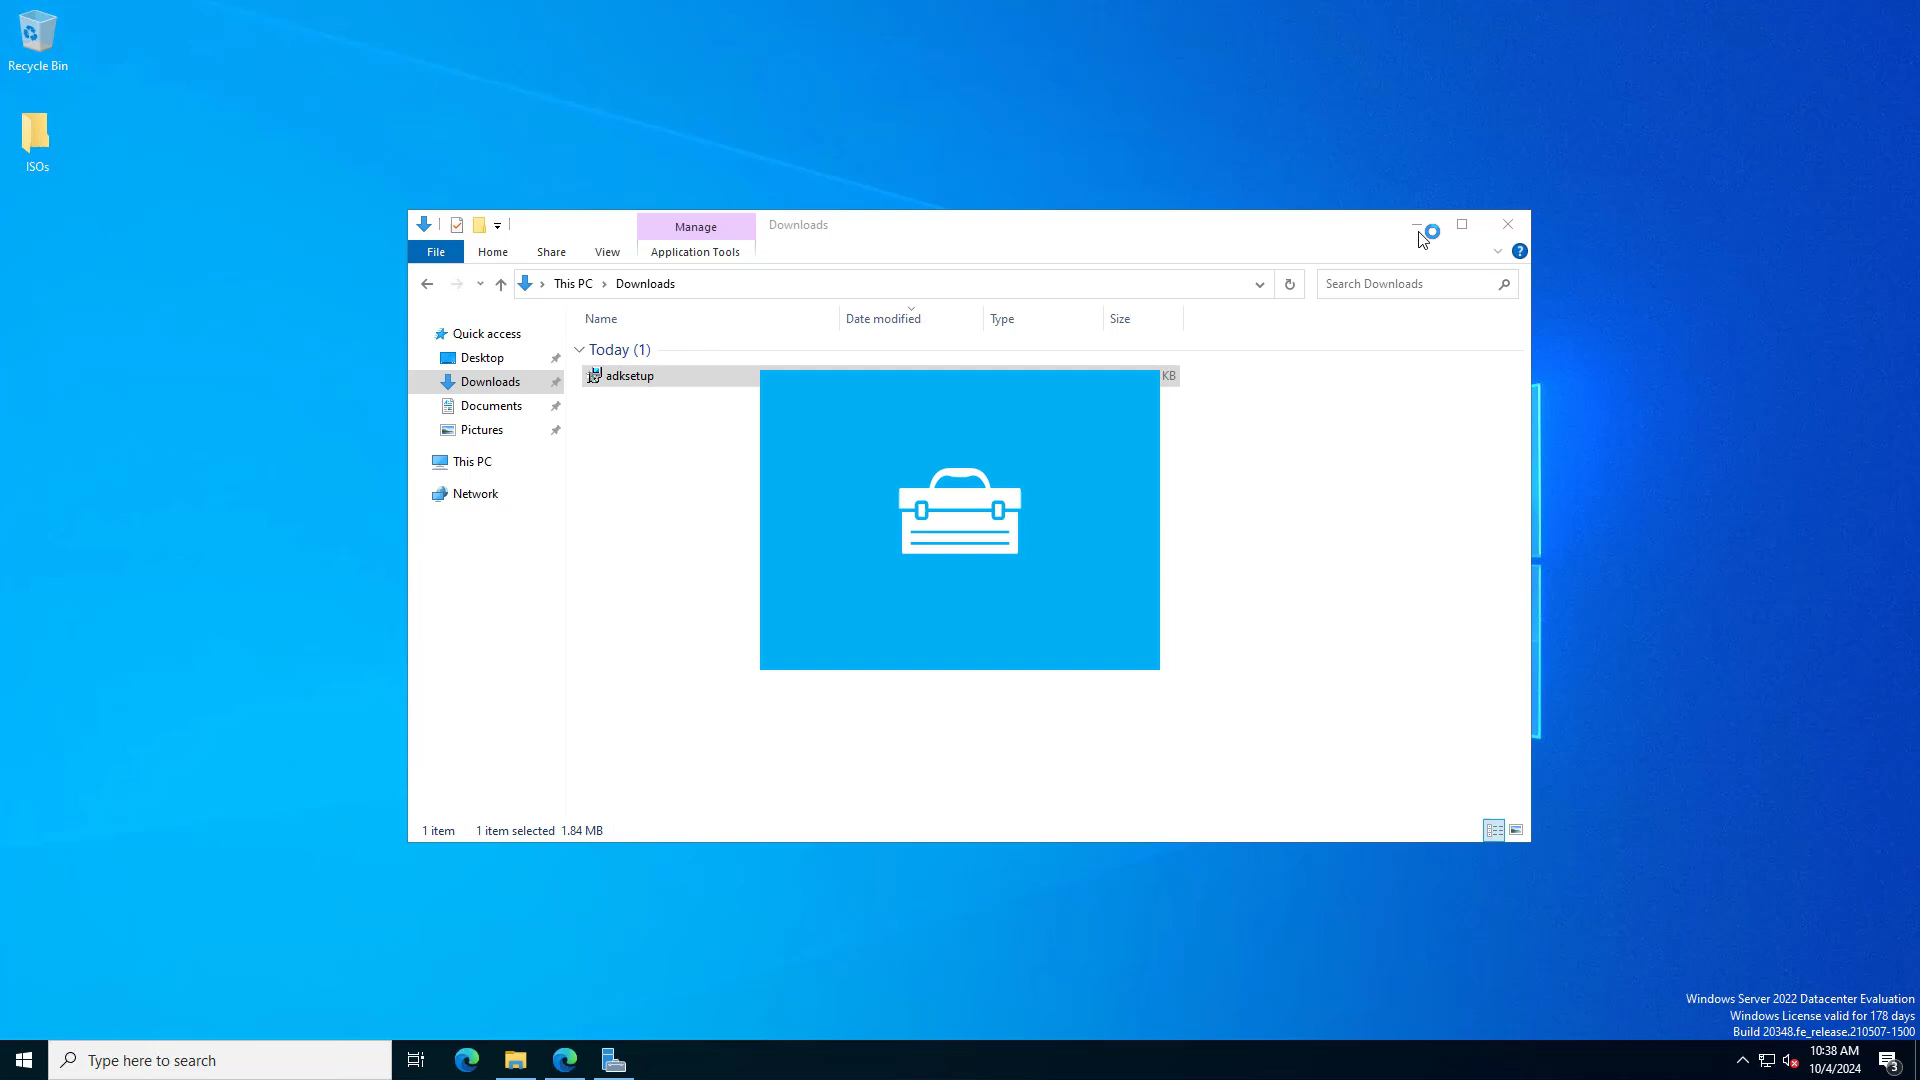 Recycle Bin
ISOs
Manage
Downloads
File
Home
Share
View
Application Tools
This PC
Downloads
Search Downloads
Name
Date modified
Type
Size
Quick access
Desktop
Downloads
Documents
Pictures
This PC
Network
Today (1)
adksetup
KB
1 item
1 item selected 1.84 MB
Windows Server 2022 Datacenter Evaluation
Windows License valid for 178 days
Build 20348.fe_release.210507-1500
Type here to search
10:38 AM
10/4/2024
3